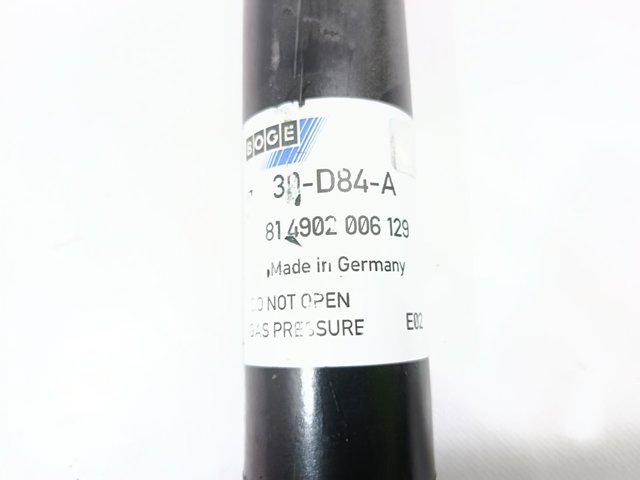 BOGE
30-D84-A
81 4902 006 129
Made in Germany
DO NOT OPEN
GAS PRESSURE E02